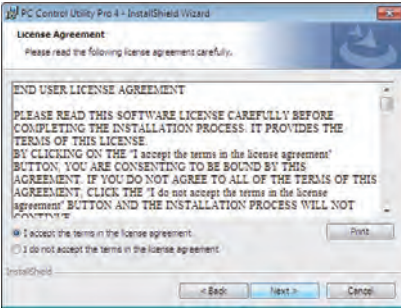 PC Control Utility Pro 4 - InstallShield Wizard
License Agreement
Please read the following license agreement carefully.
END USER LICENSE AGREEMENT
PLEASE READ THIS SOFTWARE LICENSE CAREFULLY BEFORE
COMPLETING THE INSTALLATION PROCESS. IT PROVIDES THE
TERMS OF THIS LICENSE.
BY CLICKING ON THE "I accept the terms in the license agreement"
BUTTON, YOU ARE CONSENTING TO BE BOUND BY THIS
AGREEMENT. IF YOU DO NOT AGREE TO ALL OF THE TERMS OF THIS
AGREEMENT, CLICK THE "I do not accept the terms in the license
agreement" BUTTON AND THE INSTALLATION PROCESS WILL NOT
CONTINUE.
I accept the terms in the license agreement
Print
I do not accept the terms in the license agreement
InstallShield
< Back
Next >
Cancel